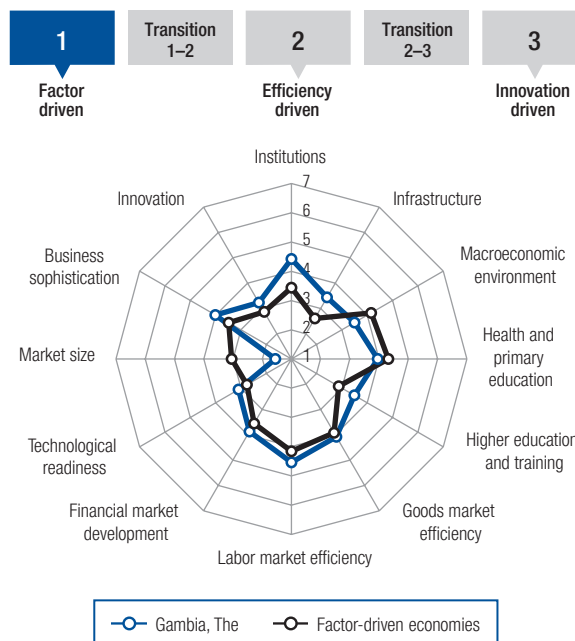 1
Transition
1–2
2
Transition
2–3
3
Factor
driven
Efficiency
driven
Innovation
driven
Institutions
7
6
5
4
3
2
1
Infrastructure
Macroeconomic
environment
Health and
primary
education
Higher education
and training
Goods market
efficiency
Labor market efficiency
Financial market
development
Technological
readiness
Market size
Business
sophistication
Innovation
Gambia, The
Factor-driven economies